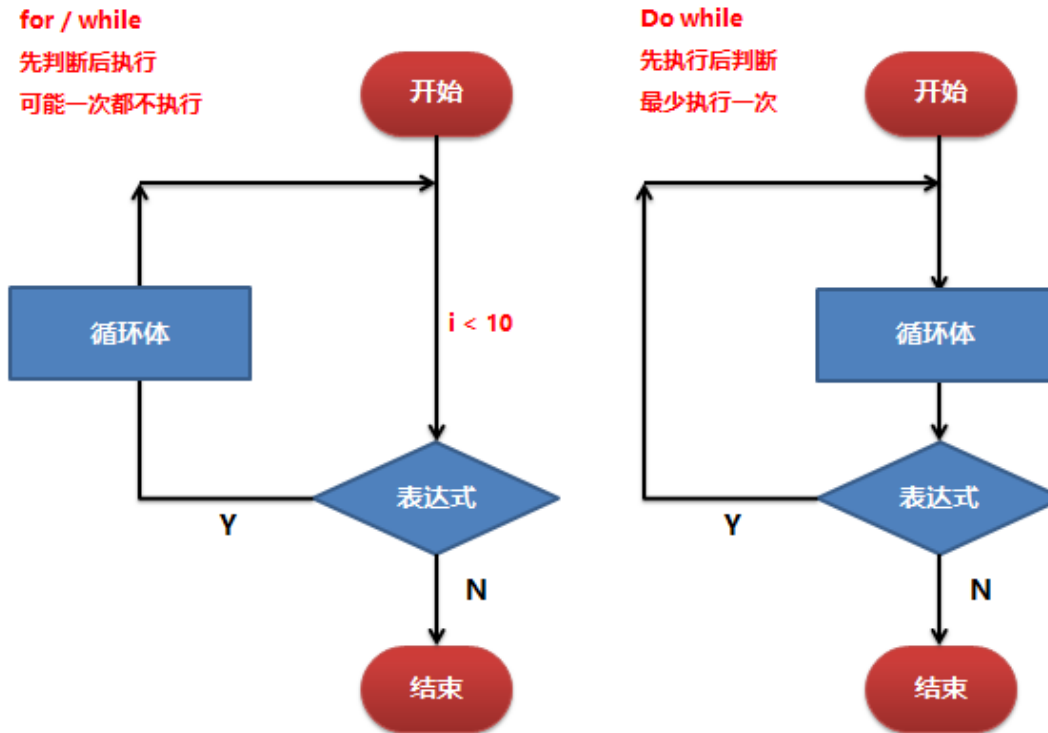 for / while
先判断后执行
可能一次都不执行
开始
循环体
i < 10
表达式
Y
N
结束
Do while
先执行后判断
最少执行一次
开始
循环体
表达式
Y
N
结束